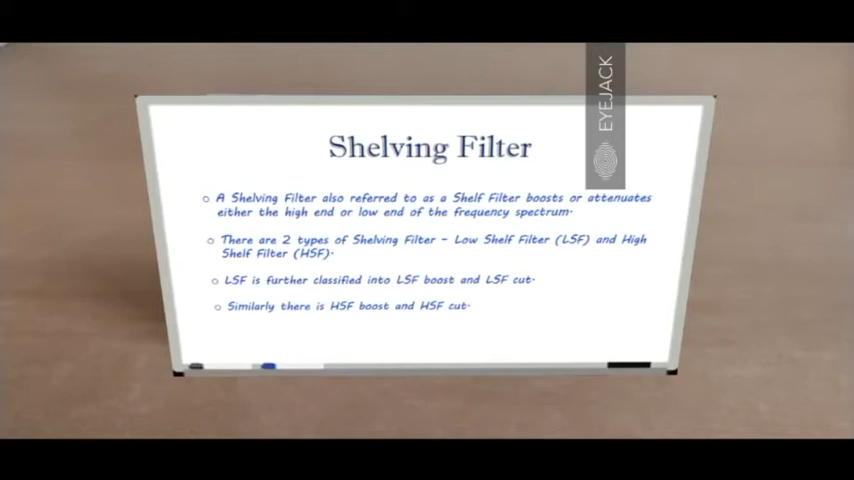 EYEJACK
Shelving Filter
A Shelving Filter also referred to as a Shelf Filter boosts or attenuates
either the high end or low end of the frequency spectrum.
There are 2 types of Shelving Filter - Low Shelf Filter (LSF) and High
Shelf Filter (HSF).
LSF is further classified into LSF boost and LSF cut.
Similarly there is HSF boost and HSF cut.